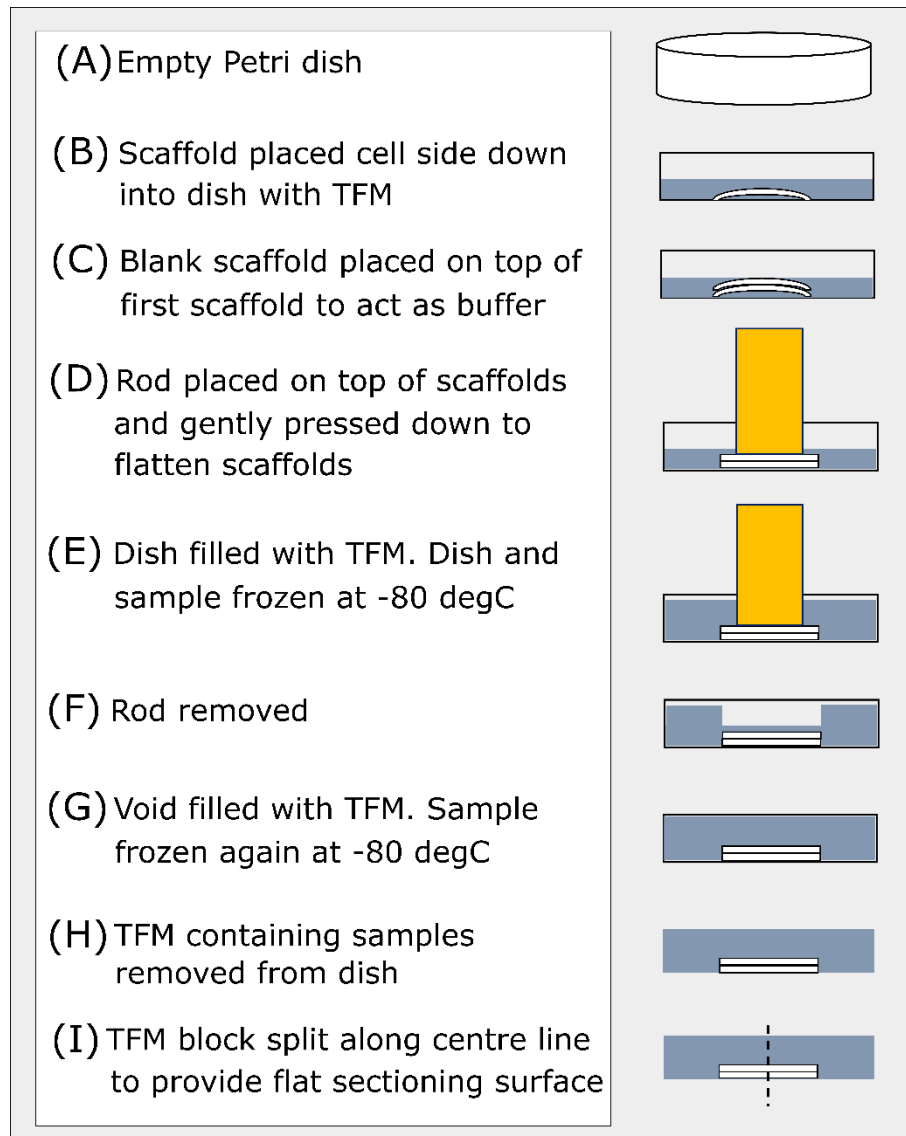 (A) Empty Petri dish
(B) Scaffold placed cell side down
into dish with TFM
(C) Blank scaffold placed on top of
first scaffold to act as buffer
(D) Rod placed on top of scaffolds
and gently pressed down to
flatten scaffolds
(E) Dish filled with TFM. Dish and
sample frozen at -80 degC
(F) Rod removed
(G) Void filled with TFM. Sample
frozen again at -80 degC
(H) TFM containing samples
removed from dish
(I) TFM block split along centre line
to provide flat sectioning surface